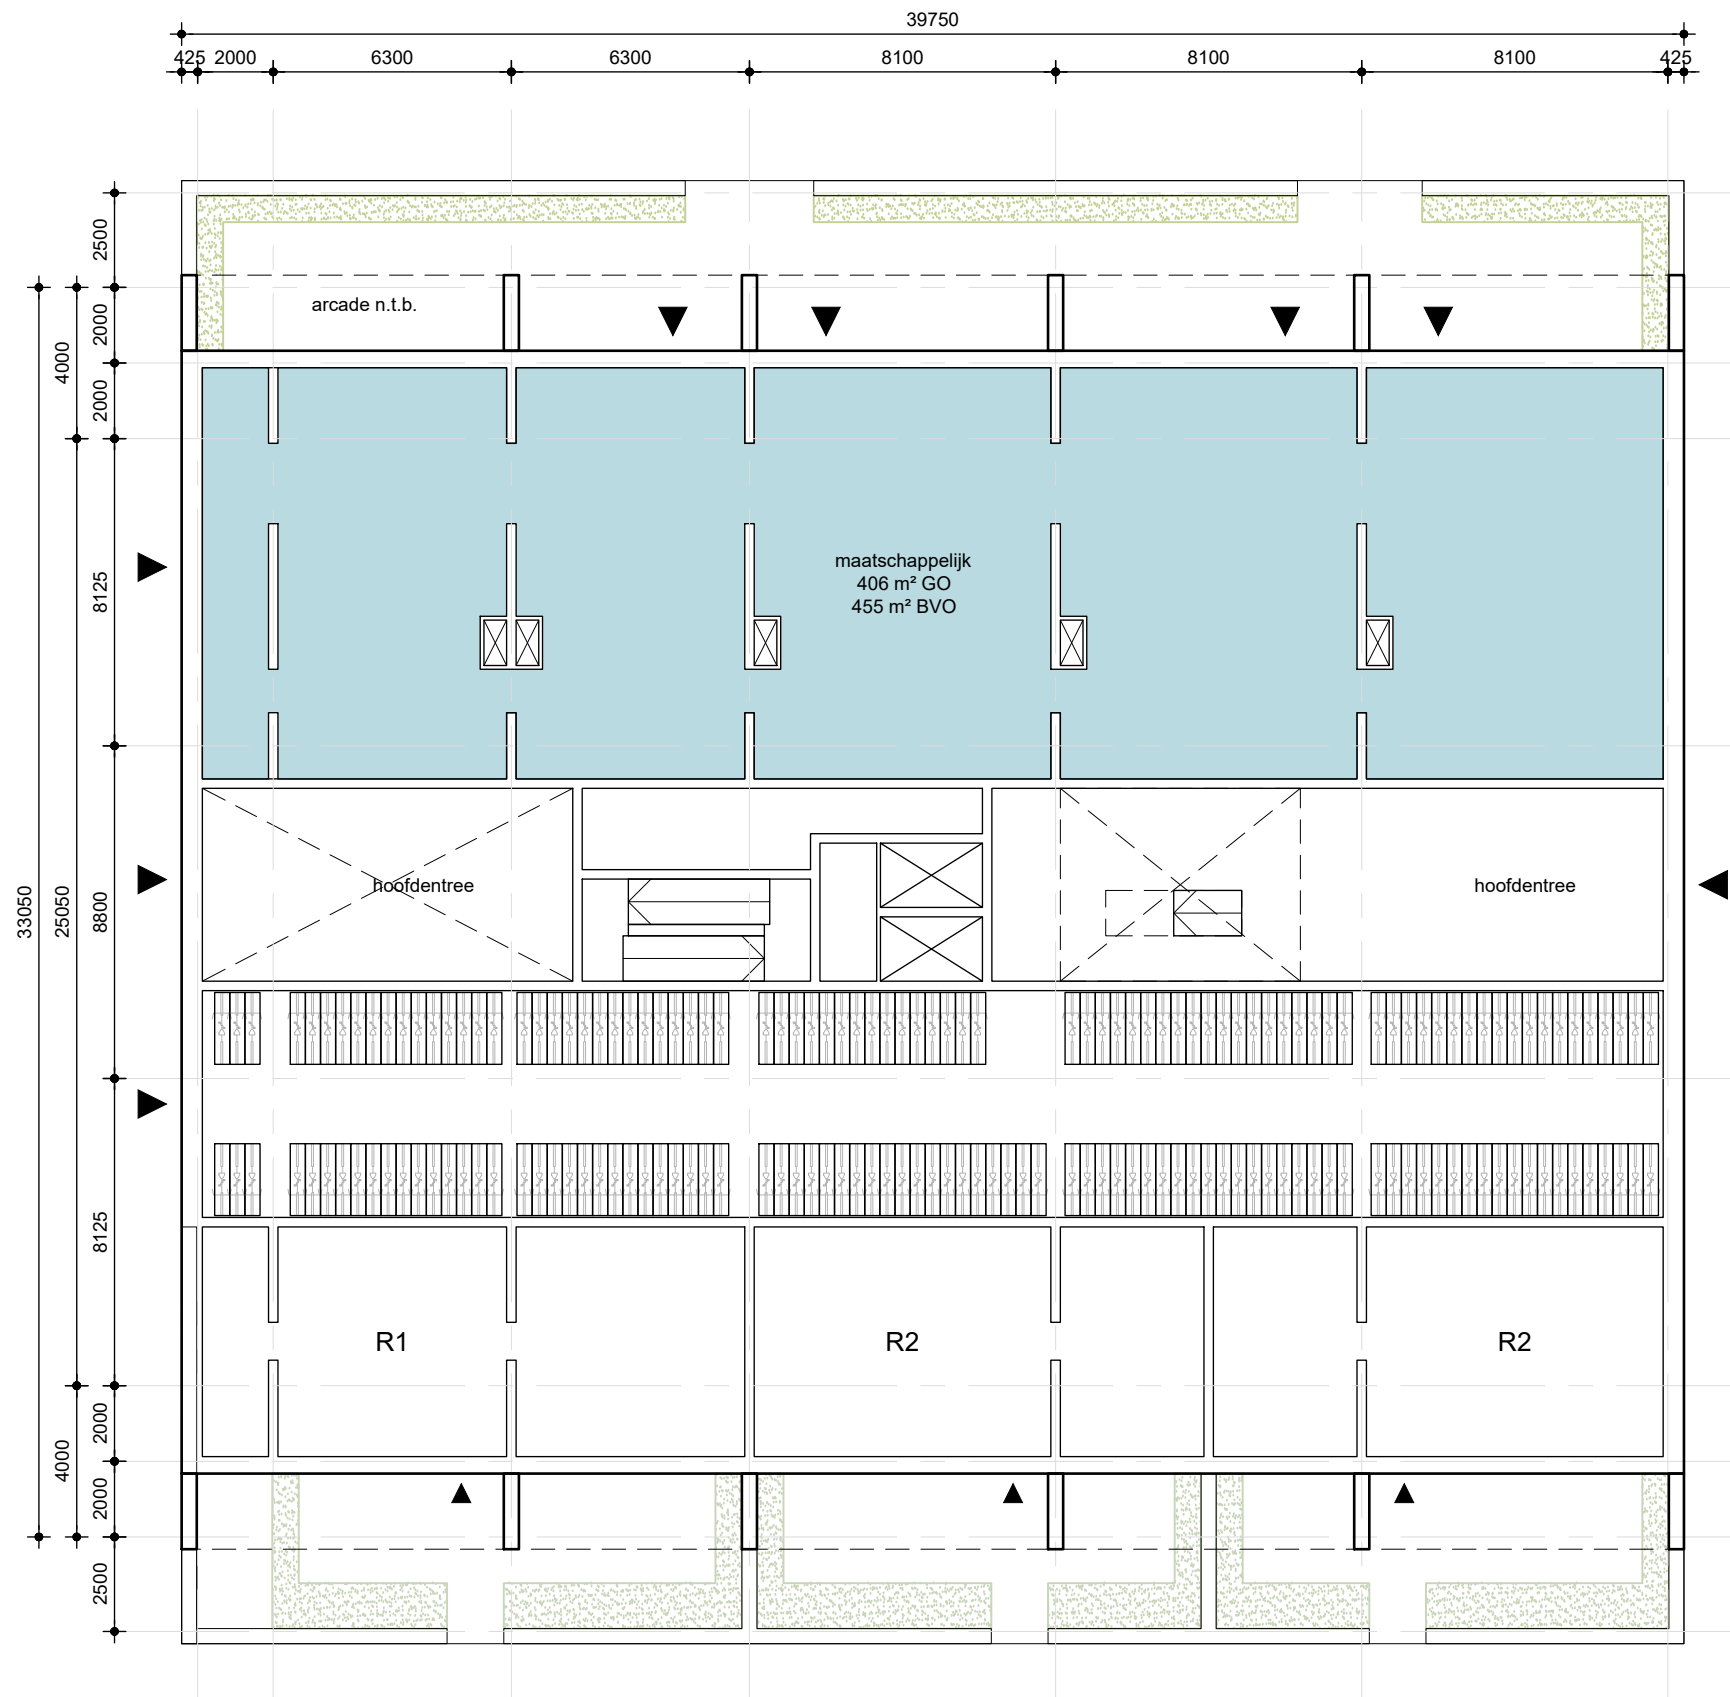 39750
425 2000 6300 6300 8100 8100 8100 425
2500
arcade n.t.b.
2000
4000
2000
maatschappelijk
406 m² GO
455 m² BVO
8125
hoofdentree
hoofdentree
33050
25050
8800
8125
R1
R2
R2
2000
4000
2000
2500